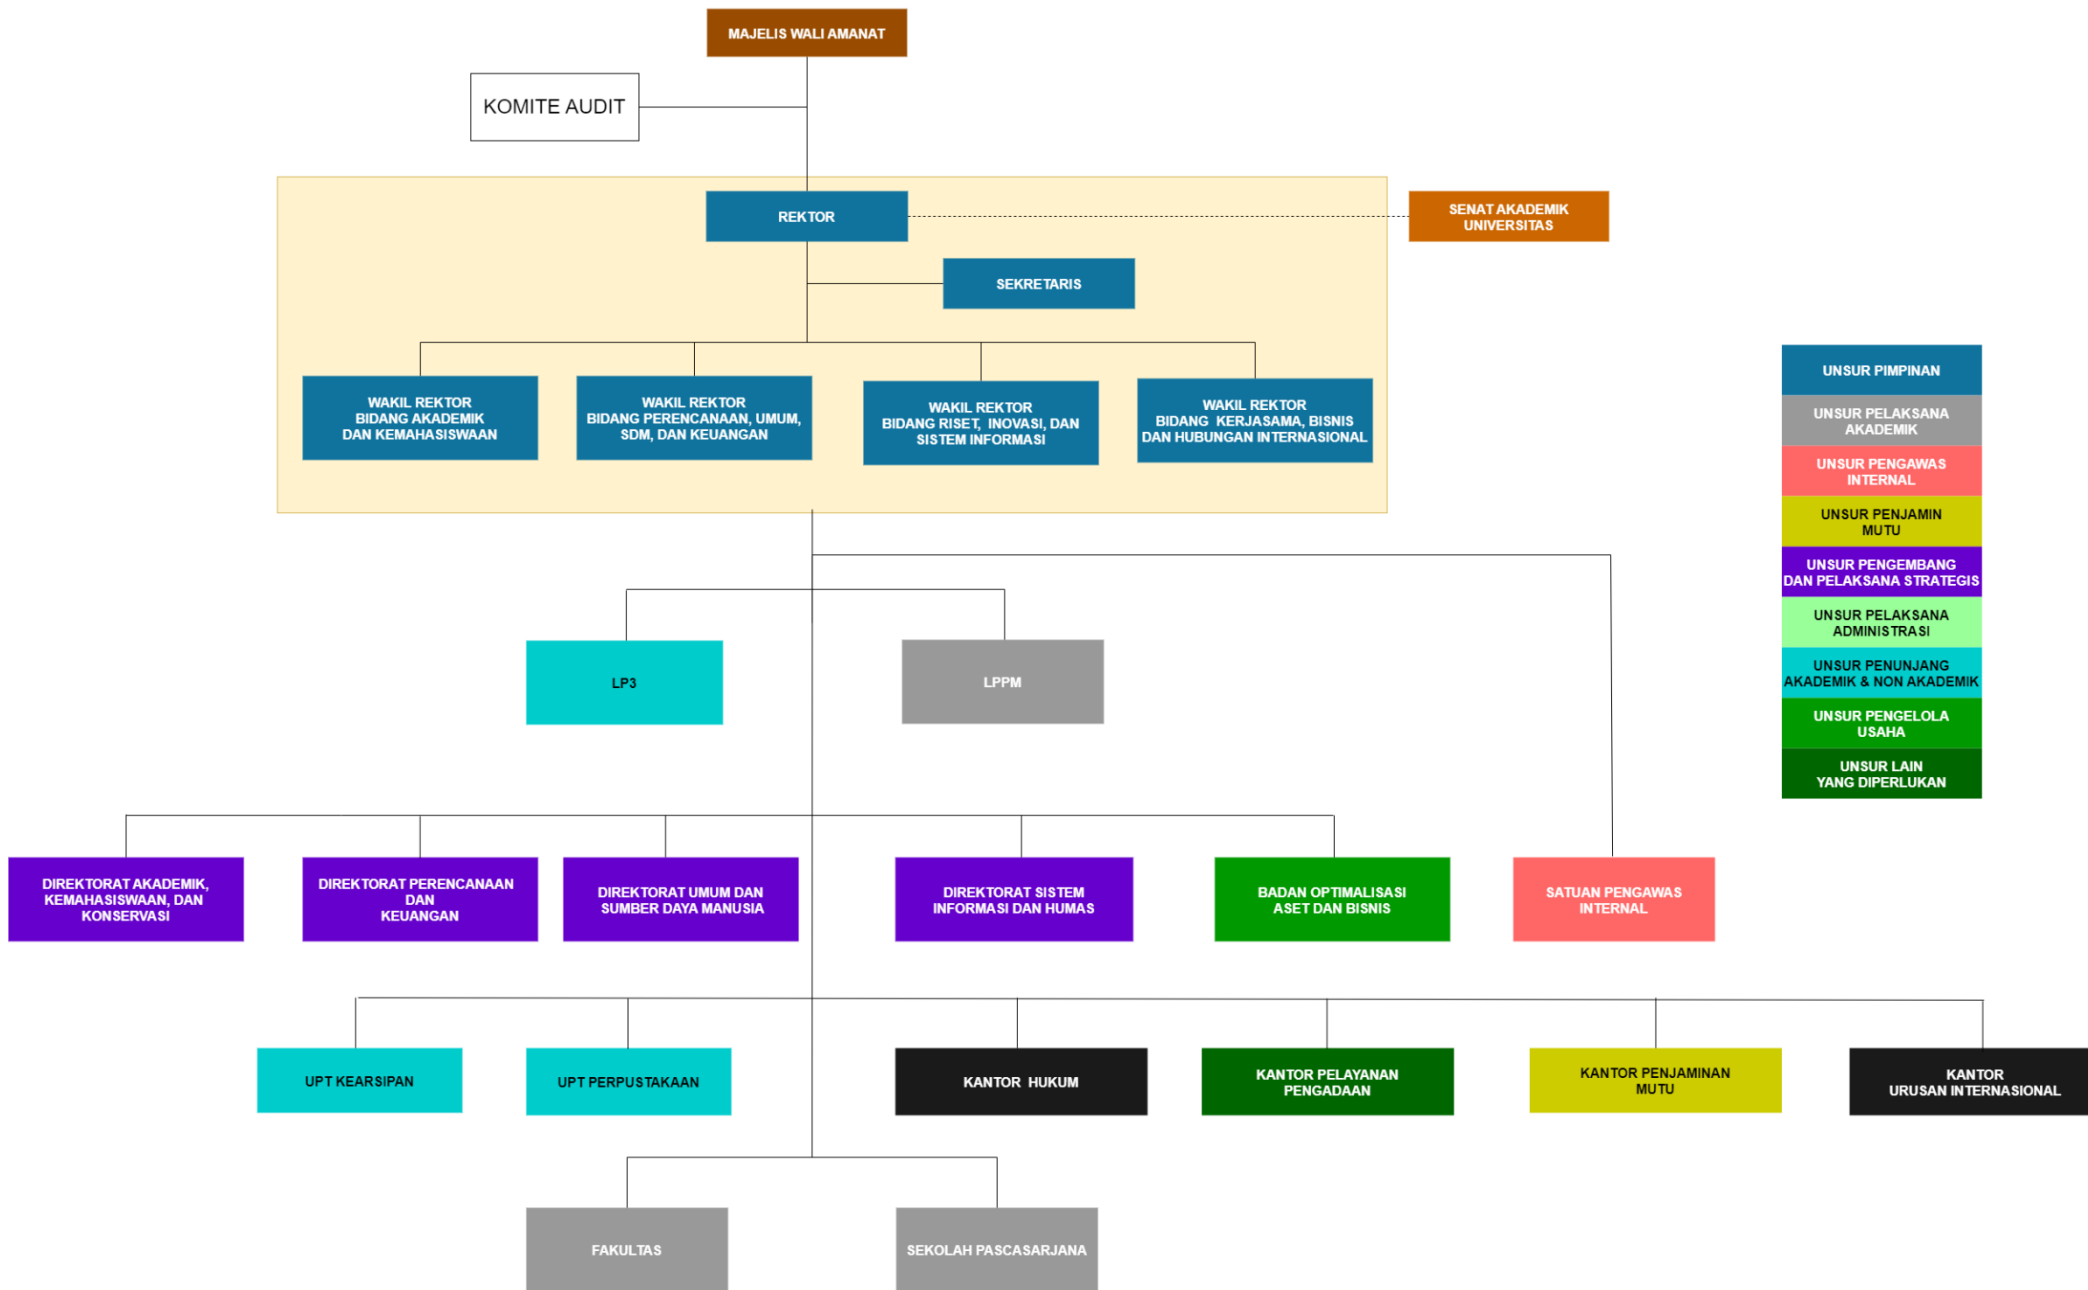 MAJELIS WALI AMANAT
KOMITE AUDIT
REKTOR
SENAT AKADEMIK
UNIVERSITAS
SEKRETARIS
WAKIL REKTOR
BIDANG AKADEMIK
DAN KEMAHASISWAAN
WAKIL REKTOR
BIDANG PERENCANAAN, UMUM,
SDM, DAN KEUANGAN
WAKIL REKTOR
BIDANG RISET, INOVASI, DAN
SISTEM INFORMASI
WAKIL REKTOR
BIDANG KERJASAMA, BISNIS
DAN HUBUNGAN INTERNASIONAL
UNSUR PIMPINAN
UNSUR PELAKSANA
AKADEMIK
UNSUR PENGAWAS
INTERNAL
UNSUR PENJAMIN
MUTU
UNSUR PENGEMBANG
DAN PELAKSANA STRATEGIS
UNSUR PELAKSANA
ADMINISTRASI
UNSUR PENUNJANG
AKADEMIK & NON AKADEMIK
UNSUR PENGELOLA
USAHA
UNSUR LAIN
YANG DIPERLUKAN
LP3
LPPM
DIREKTORAT AKADEMIK,
KEMAHASISWAAN, DAN
KONSERVASI
DIREKTORAT PERENCANAAN
DAN
KEUANGAN
DIREKTORAT UMUM DAN
SUMBER DAYA MANUSIA
DIREKTORAT SISTEM
INFORMASI DAN HUMAS
BADAN OPTIMALISASI
ASET DAN BISNIS
SATUAN PENGAWAS
INTERNAL
UPT KEARSIPAN
UPT PERPUSTAKAAN
KANTOR HUKUM
KANTOR PELAYANAN
PENGADAAN
KANTOR PENJAMINAN
MUTU
KANTOR
URUSAN INTERNASIONAL
FAKULTAS
SEKOLAH PASCASARJANA